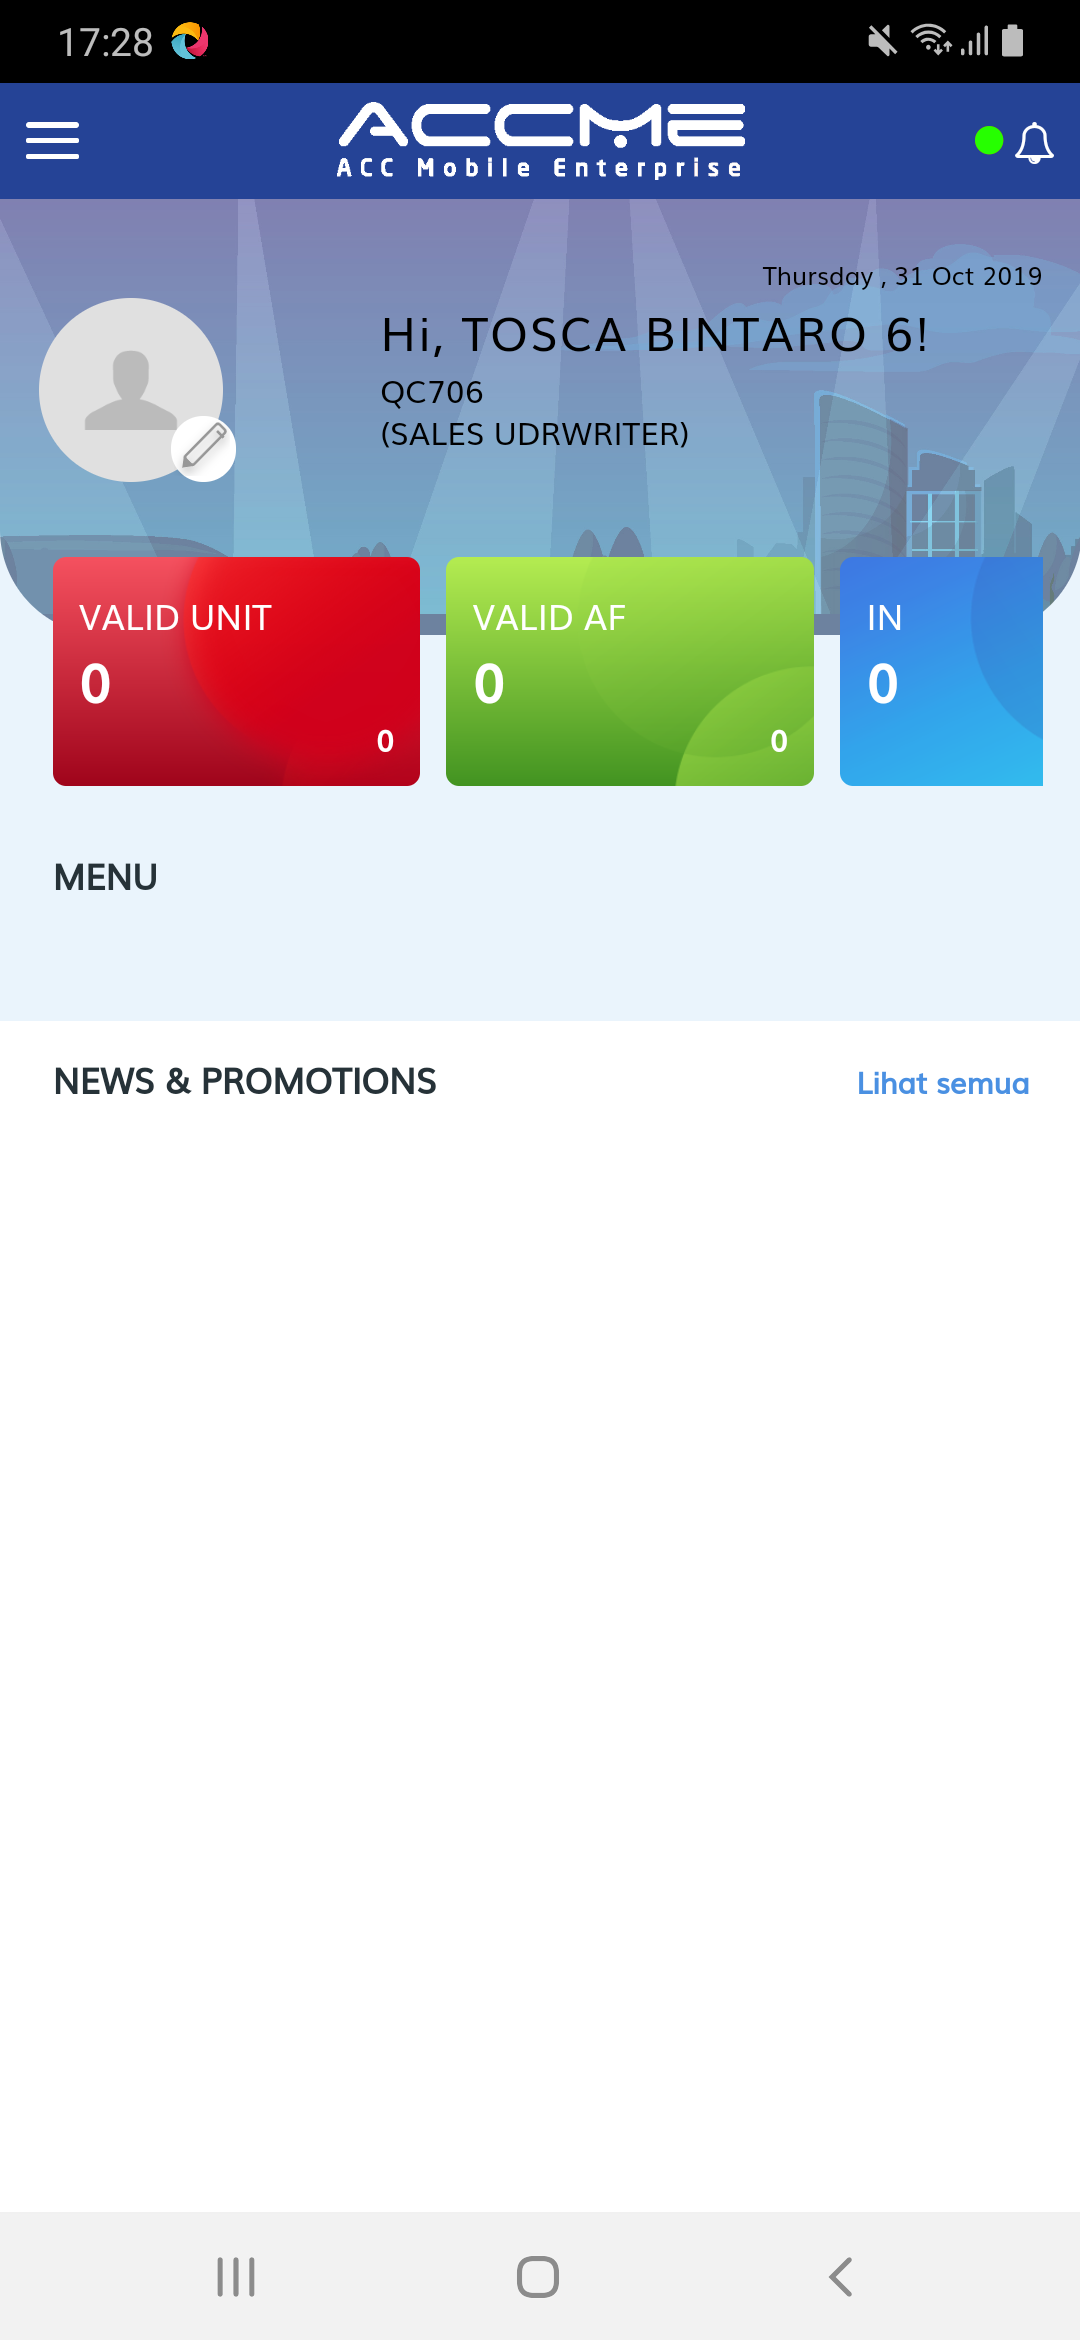 17:28
ACCME
ACC Mobile Enterprise
Thursday , 31 Oct 2019
Hi, TOSCA BINTARO 6!
QC706
(SALES UDRWRITER)
VALID UNIT
0
0
VALID AF
0
0
IN
0
MENU
NEWS & PROMOTIONS
Lihat semua